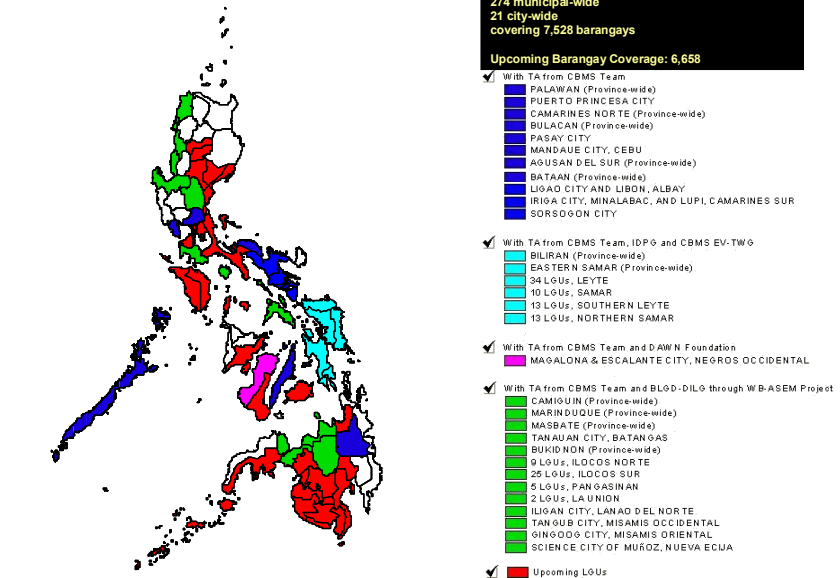 274 municipal-wide
21 city-wide
covering 7,528 barangays
Upcoming Barangay Coverage: 6,658
With TA from CBMS Team
PALAWAN (Province-wide)
PUERTO PRINCESA CITY
CAMARINES NORTE (Province-wide)
BULACAN (Province-wide)
PASAY CITY
MANDAUE CITY, CEBU
AGUSAN DEL SUR (Province-wide)
BATAAN (Province-wide)
LIGAO CITY AND LIBON, ALBAY
IRIGA CITY, MINALABAC, AND LUPI, CAMARINES SUR
SORSOGON CITY
With TA from CBMS Team, IDPG and CBMS EV-TWG
BILIRAN (Province-wide)
EASTERN SAMAR (Province-wide)
34 LGUs, LEYTE
10 LGUs, SAMAR
13 LGUs, SOUTHERN LEYTE
13 LGUs, NORTHERN SAMAR
With TA from CBMS Team and DAWN Foundation
MAGALONA & ESCALANTE CITY, NEGROS OCCIDENTAL
With TA from CBMS Team and BLGD-DILG through WB-ASEM Project
CAMIGUIN (Province-wide)
MARINDUQUE (Province-wide)
MASBATE (Province-wide)
TANAUAN CITY, BATANGAS
BUKIDNON (Province-wide)
9 LGUs, ILOCOS NORTE
25 LGUs, ILOCOS SUR
5 LGUs, PANGASINAN
2 LGUs, LA UNION
ILIGAN CITY, LANAO DEL NORTE
TANGUB CITY, MISAMIS OCCIDENTAL
GINGOOG CITY, MISAMIS ORIENTAL
SCIENCE CITY OF MUñOZ, NUEVA ECIJA
Upcoming LGUs